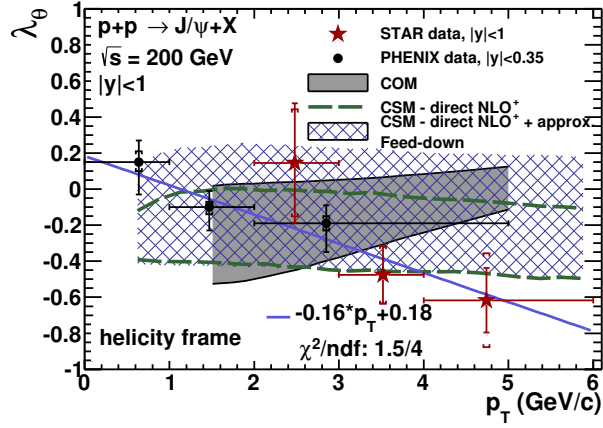 λθ
p+p → J/ψ+X
√s = 200 GeV
|y|<1
STAR data, |y|<1
PHENIX data, |y|<0.35
COM
CSM - direct NLO⁺
CSM - direct NLO⁺ + approx.
Feed-down
1
0.8
0.6
0.4
0.2
0
-0.2
-0.4
-0.6
-0.8
-1
-0.16*pT+0.18
χ²/ndf: 1.5/4
helicity frame
0 1 2 3 4 5 6
pT (GeV/c)